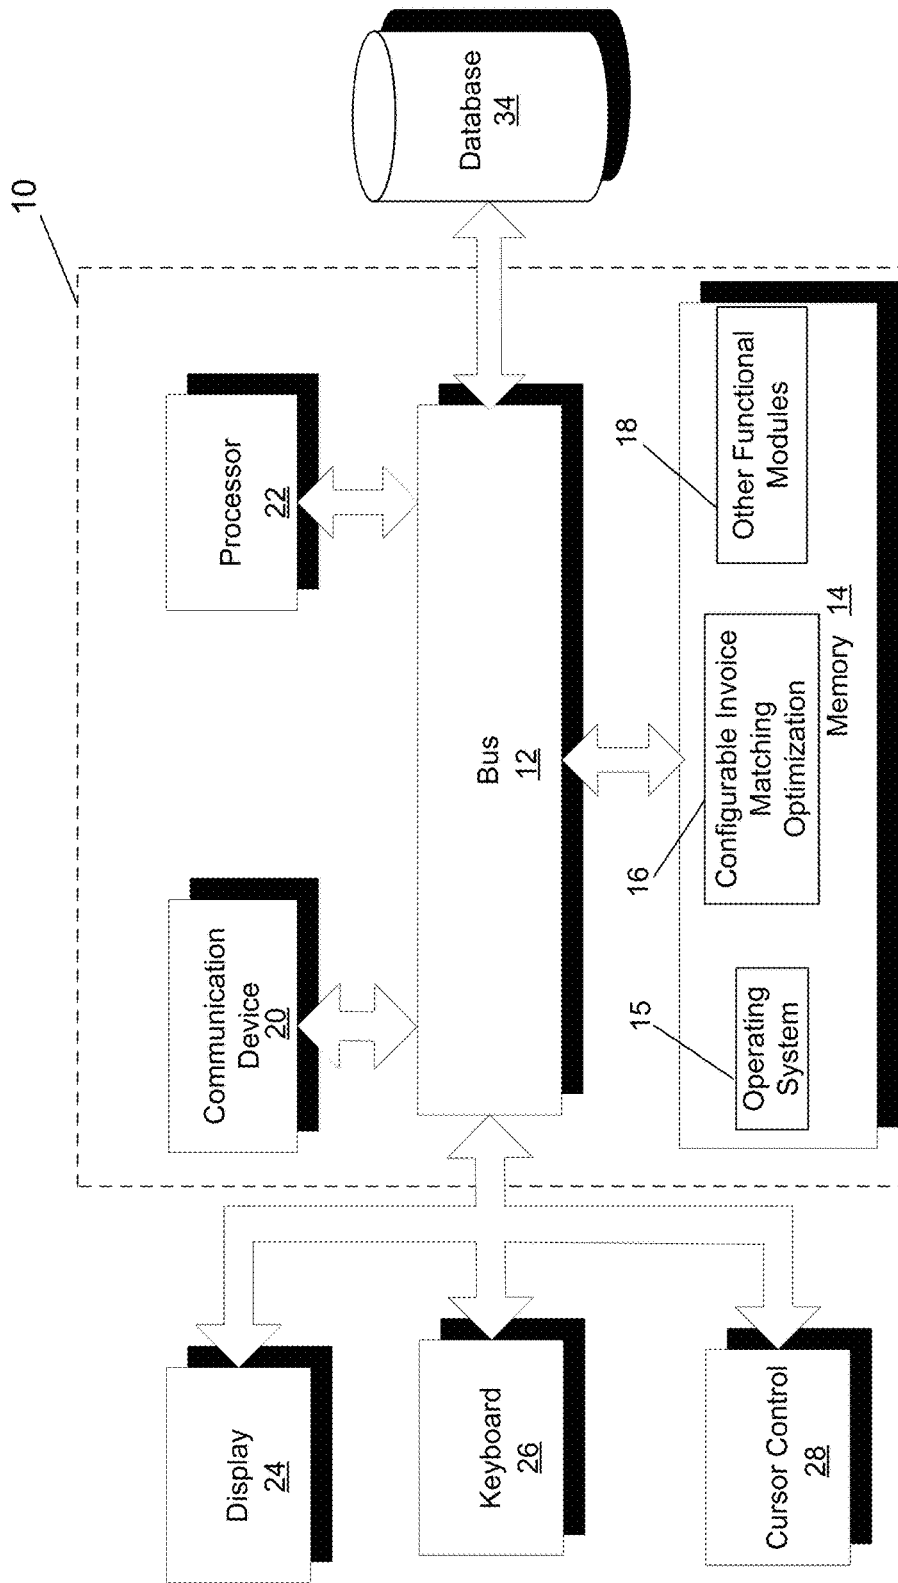 10
Communication
Device
20
Processor
22
Display
24
Keyboard
26
Cursor Control
28
Bus
12
Database
34
15
16
18
Operating
System
Configurable Invoice
Matching
Optimization
Other Functional
Modules
Memory 14